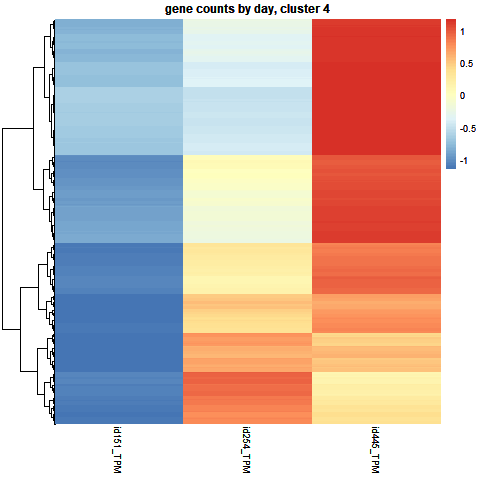 gene counts by day, cluster 4
1
0.5
0
-0.5
-1
id151_TPM
id254_TPM
id445_TPM